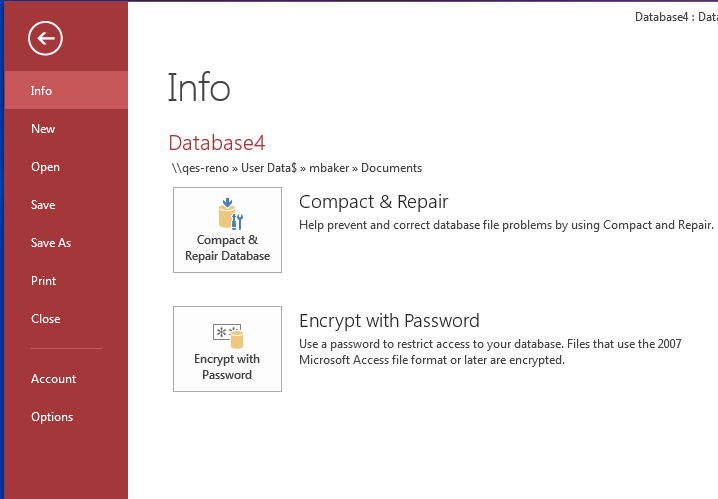 Database4 : Data
Info
New
Open
Save
Save As
Print
Close
Account
Options
Info
Database4
\\qes-reno » User Data$ » mbaker » Documents
Compact &
Repair Database
Compact & Repair
Help prevent and correct database file problems by using Compact and Repair.
Encrypt with
Password
Encrypt with Password
Use a password to restrict access to your database. Files that use the 2007
Microsoft Access file format or later are encrypted.